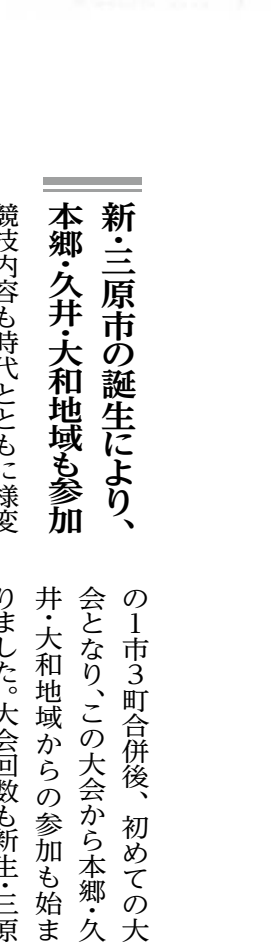 新・三原市の誕生により、
本郷・久井・大和地域も参加
競技内容も時代とともに様変
の1市3町合併後、初めての大
会となり、この大会から本郷・久
井・大和地域からの参加も始ま
りました。大会回数も新生・三原